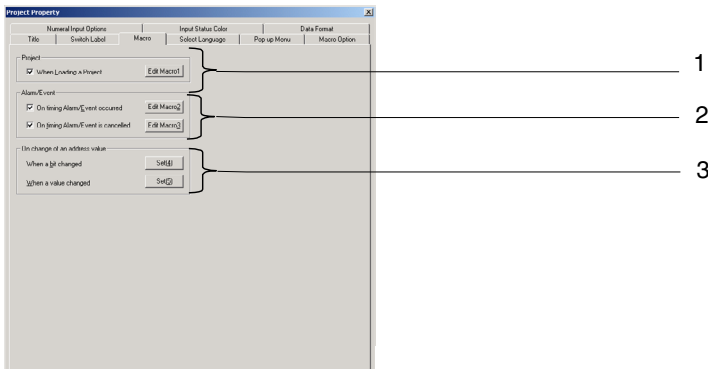 Project Property
Numeral Input Options Input Status Color Data Format
Title Switch Label Macro Select Language Pop up Menu Macro Option
Project
When Loading a Project Edit Macro1
Alarm/Event
On timing Alarm/Event occurred Edit Macro2
On timing Alarm/Event is cancelled Edit Macro3
On change of an address value
When a bit changed Set(4)
When a value changed Set(5)
1
2
3